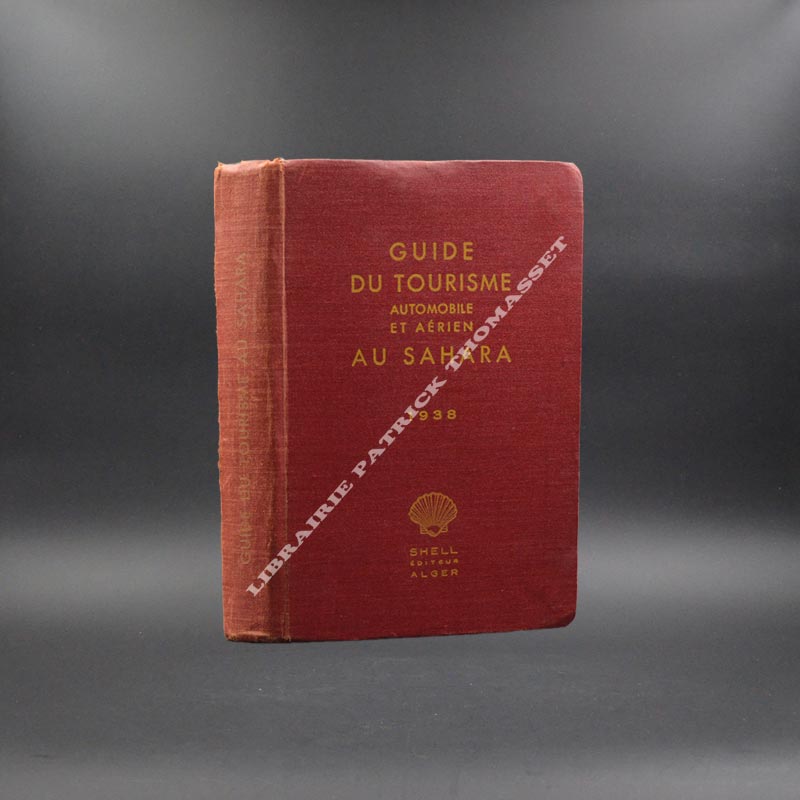 GUIDE DU TOURISME AU SAHARA
GUIDE
DU TOURISME
AUTOMOBILE
ET AÉRIEN
AU SAHARA
1938
SHELL
ÉDITEUR
ALGER
LIBRAIRIE PATRICK THOMASSET